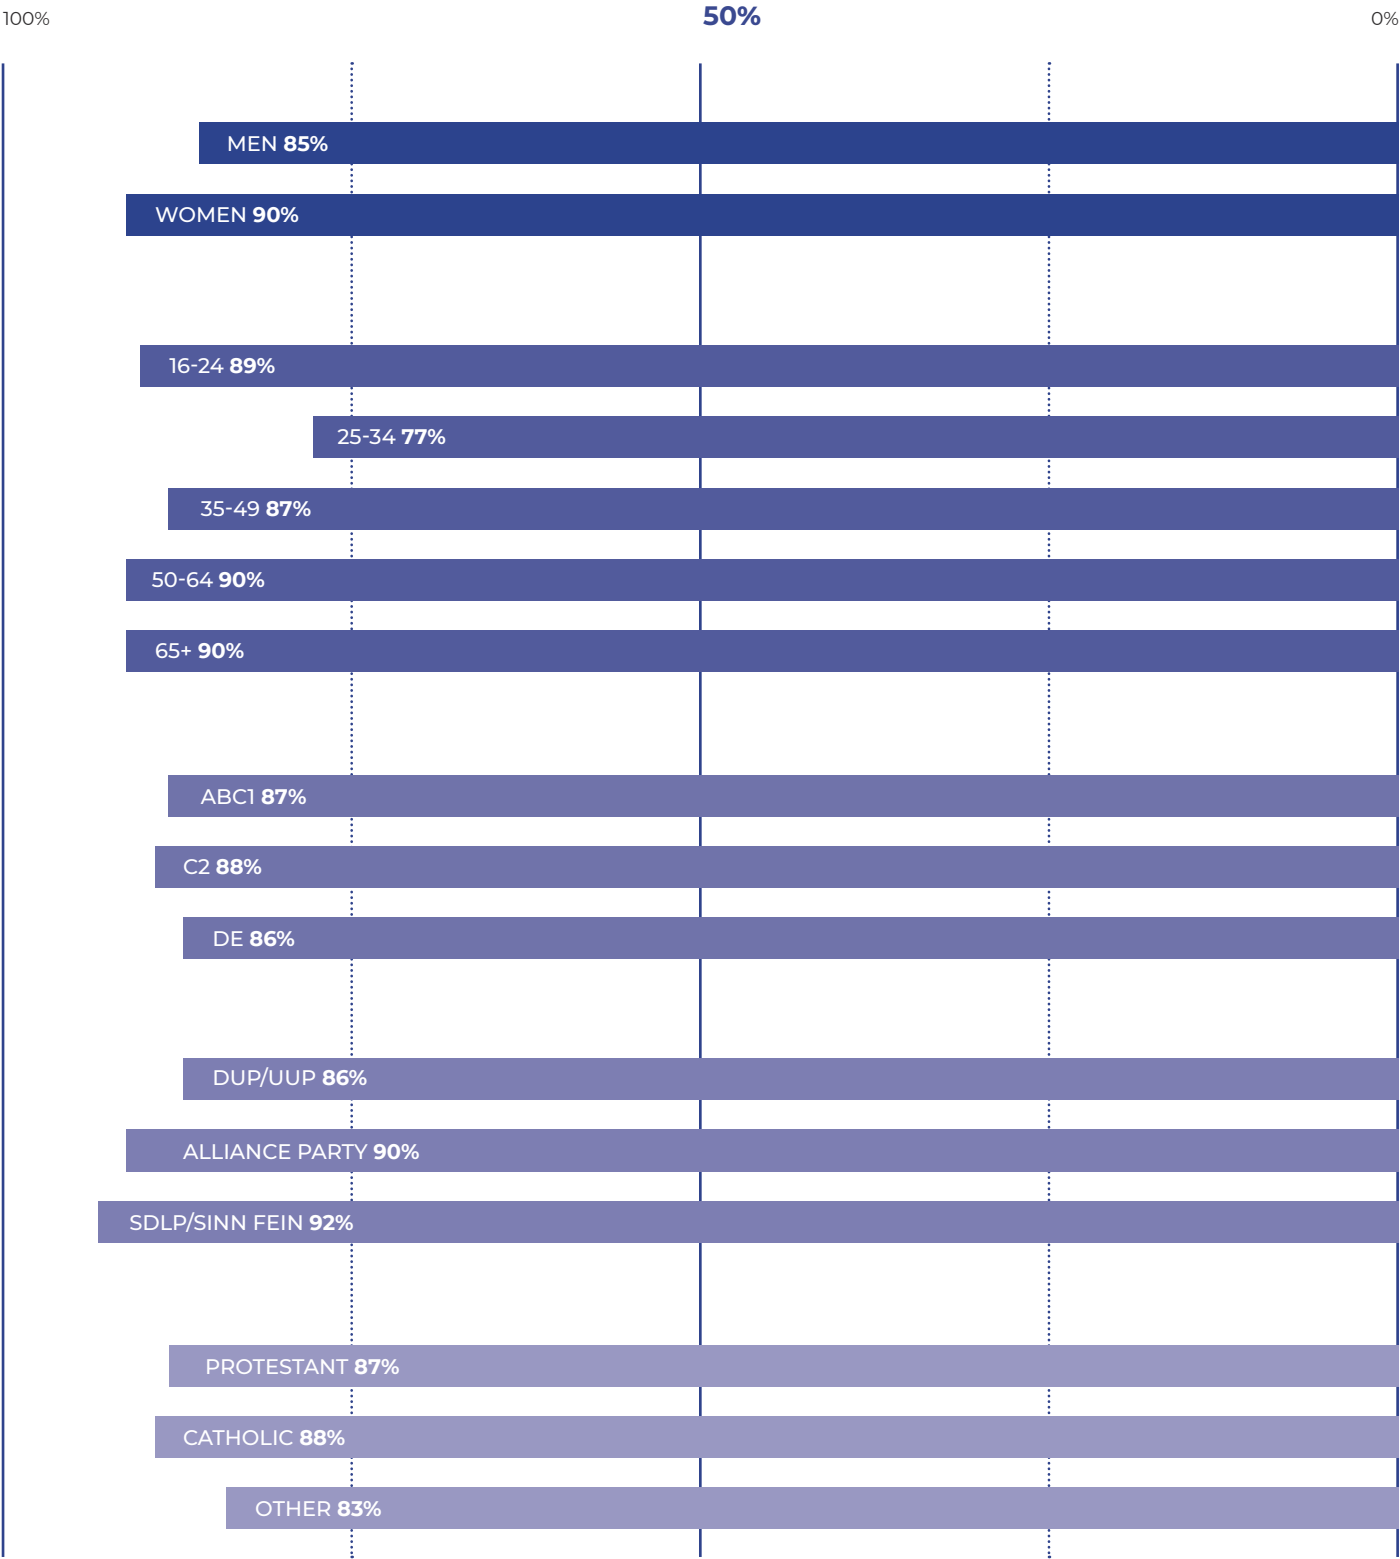 100% 50% 0%
MEN 85%
WOMEN 90%
16-24 89%
25-34 77%
35-49 87%
50-64 90%
65+ 90%
ABC1 87%
C2 88%
DE 86%
DUP/UUP 86%
ALLIANCE PARTY 90%
SDLP/SINN FEIN 92%
PROTESTANT 87%
CATHOLIC 88%
OTHER 83%